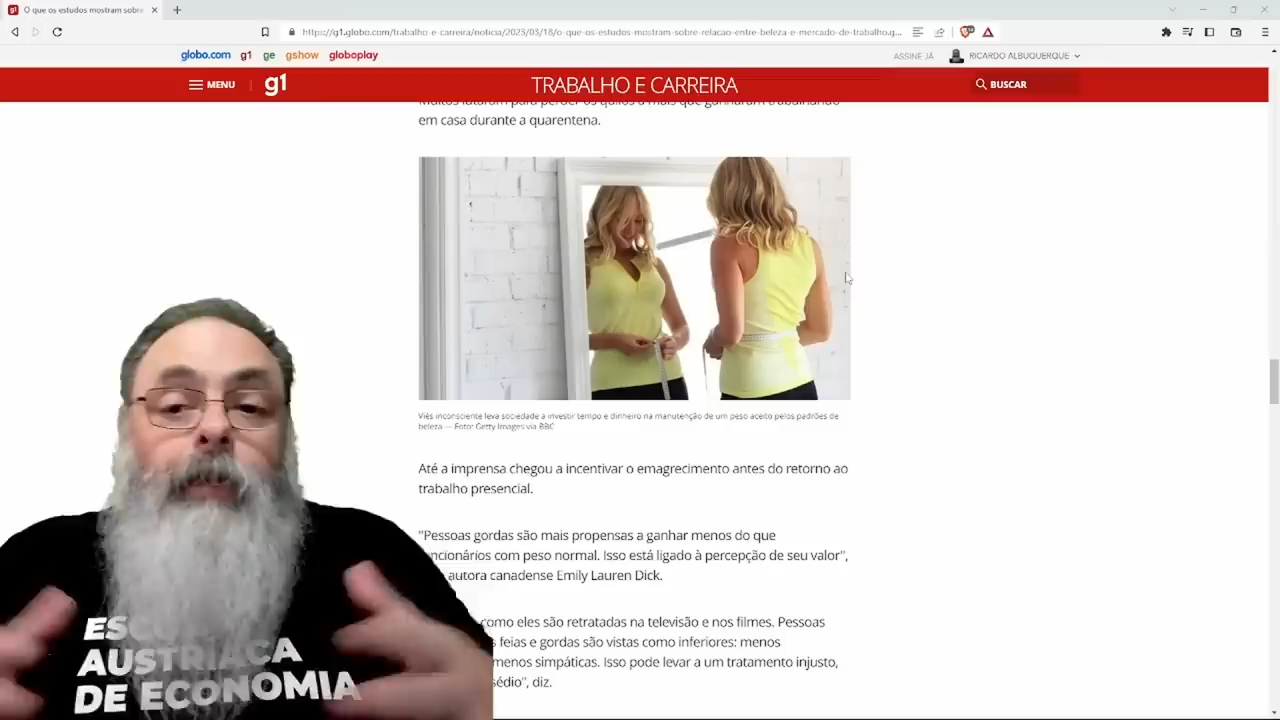 O que os estudos mostram sobre
https://g1.globo.com/trabalho-e-carreira/noticia/2023/03/18/o-que-os-estudos-mostram-sobre-relacao-entre-beleza-e-mercado-de-trabalho.g...
globo.com g1 ge gshow globoplay
ASSINE JÁ RICARDO ALBUQUERQUE
MENU g1 TRABALHO E CARREIRA BUSCAR
Muitos lutaram para perder os quilos a mais que ganharam trabalhando
em casa durante a quarentena.
Viés inconsciente leva sociedade a investir tempo e dinheiro na manutenção de um peso aceito pelos padrões de
beleza — Foto: Getty Images via BBC
Até a imprensa chegou a incentivar o emagrecimento antes do retorno ao
trabalho presencial.
"Pessoas gordas são mais propensas a ganhar menos do que
ncionários com peso normal. Isso está ligado à percepção de seu valor",
autora canadense Emily Lauren Dick.
como eles são retratadas na televisão e nos filmes. Pessoas
s feias e gordas são vistas como inferiores: menos
menos simpáticas. Isso pode levar a um tratamento injusto,
sédio", diz.
ESCOLA
AUSTRIACA
DE ECONOMIA